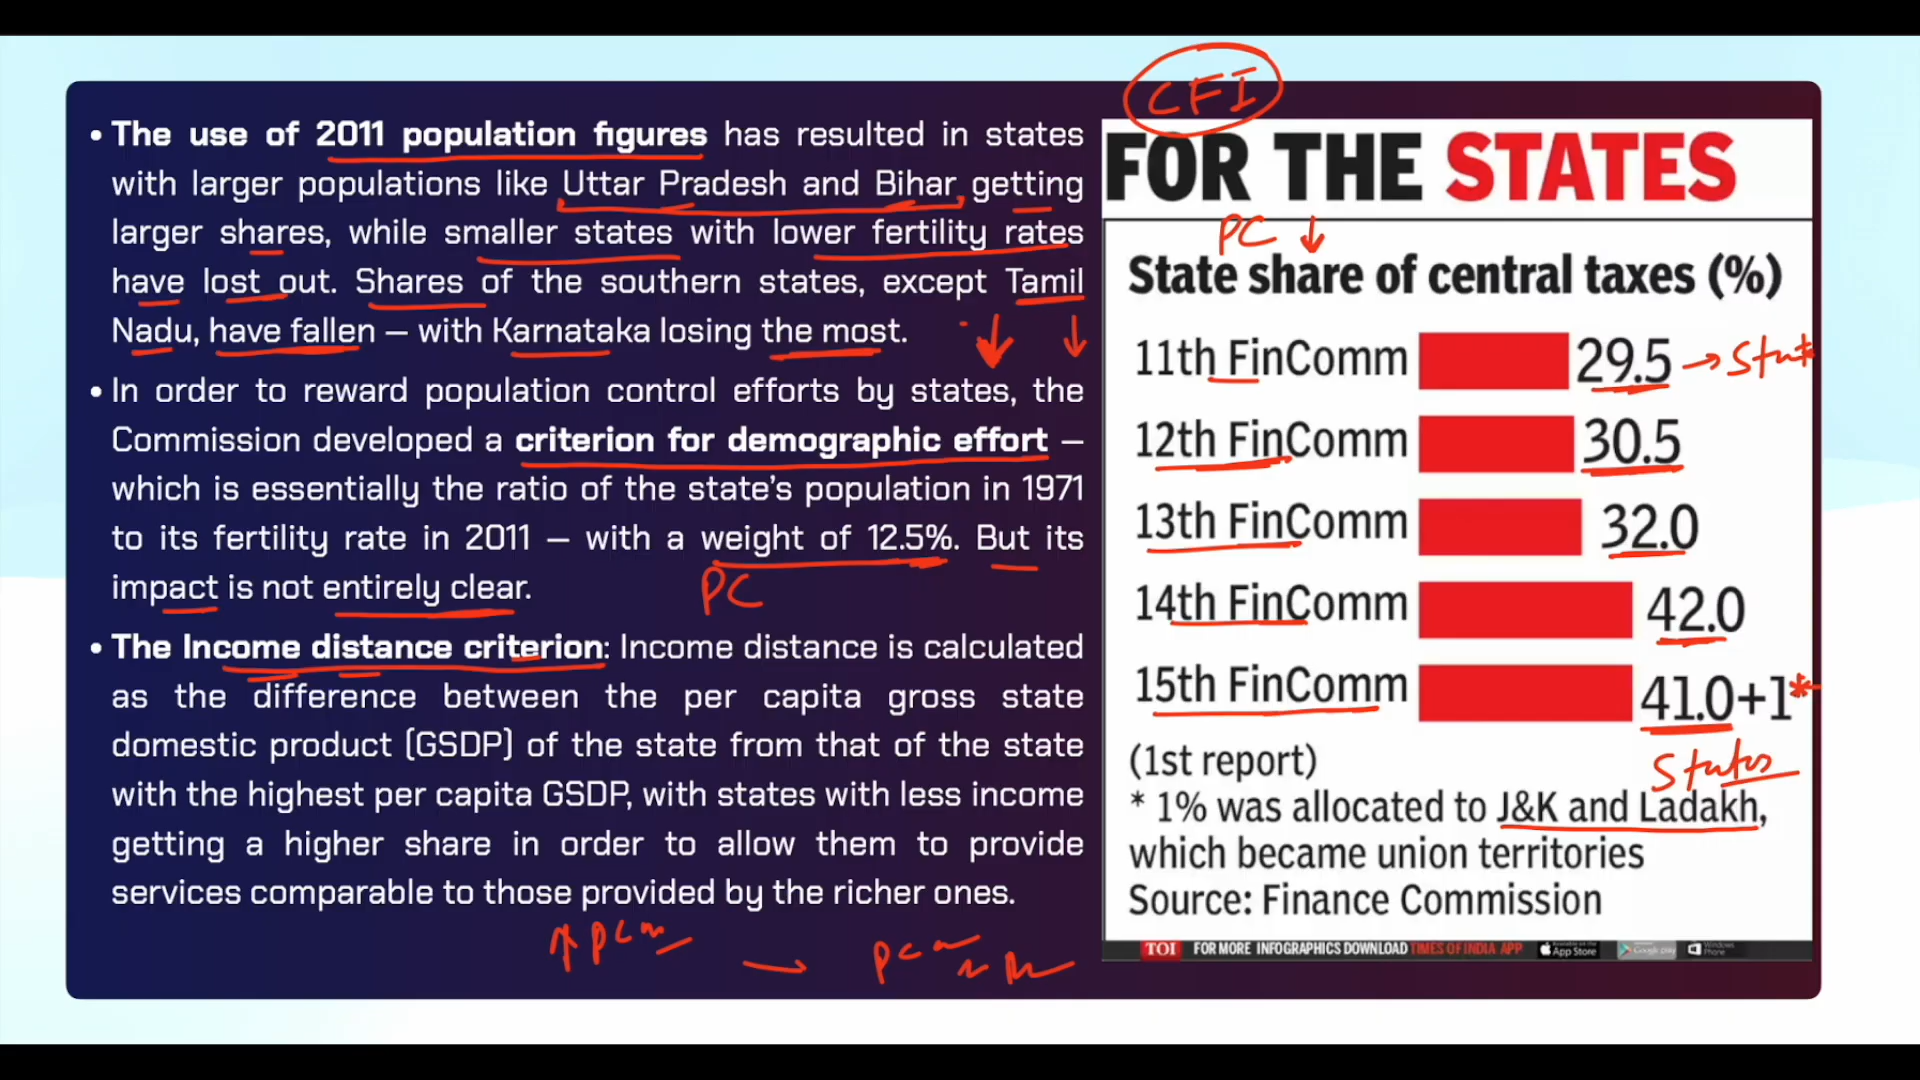 CFI
• The use of 2011 population figures has resulted in states
with larger populations like Uttar Pradesh and Bihar, getting
larger shares, while smaller states with lower fertility rates
have lost out. Shares of the southern states, except Tamil
Nadu, have fallen – with Karnataka losing the most.
• In order to reward population control efforts by states, the
Commission developed a criterion for demographic effort –
which is essentially the ratio of the state's population in 1971
to its fertility rate in 2011 – with a weight of 12.5%. But its
impact is not entirely clear.
PC
• The Income distance criterion: Income distance is calculated
as the difference between the per capita gross state
domestic product (GSDP) of the state from that of the state
with the highest per capita GSDP, with states with less income
getting a higher share in order to allow them to provide
services comparable to those provided by the richer ones.
FOR THE STATES
PC ↓
State share of central taxes (%)
11th FinComm 29.5
12th FinComm 30.5
13th FinComm 32.0
14th FinComm 42.0
15th FinComm 41.0+1*
States
(1st report)
* 1% was allocated to J&K and Ladakh,
which became union territories
Source: Finance Commission
TOI FOR MORE INFOGRAPHICS DOWNLOAD TIMES OF INDIA APP App Store Google play Windows Phone